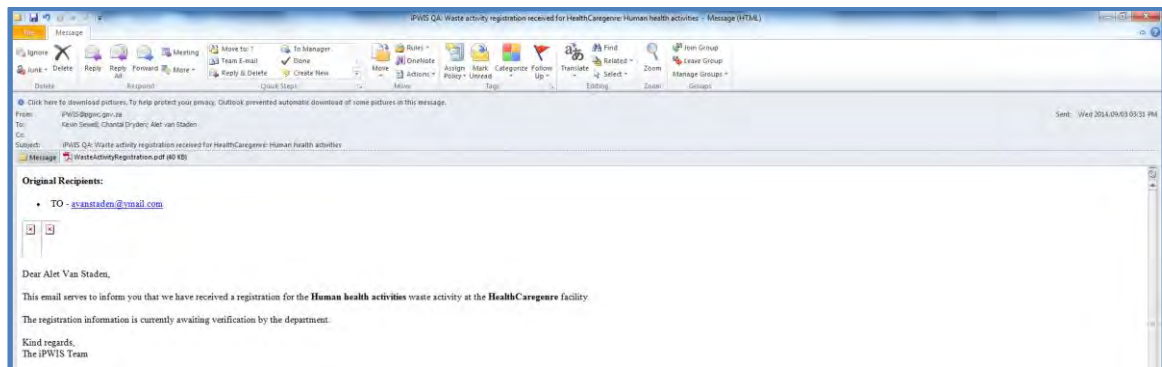 iPWIS QA: Waste activity registration received for HealthCaregenre: Human health activities - Message (HTML)
File Message
Ignore
Junk
Delete
Reply
Reply All
Forward
Meeting
More
Move to: ?
Team E-mail
Reply & Delete
To Manager
Done
Create New
Move
Rules
OneNote
Actions
Assign Policy
Mark Unread
Categorize
Follow Up
Translate
Find
Related
Select
Zoom
Join Group
Leave Group
Manage Groups
Delete Respond Quick Steps Move Tags Editing Zoom Groups
Click here to download pictures. To help protect your privacy, Outlook prevented automatic download of some pictures in this message.
From: iPWIS@pgwc.gov.za Sent: Wed 2014/09/03 03:31 PM
To: Kevin Sewell; Chantal Dryden; Alet van Staden
Cc:
Subject: iPWIS QA: Waste activity registration received for HealthCaregenre: Human health activities
Message WasteActivityRegistration.pdf (40 KB)
Original Recipients:
• TO - avanstaden@ymail.com
Dear Alet Van Staden,
This email serves to inform you that we have received a registration for the Human health activities waste activity at the HealthCaregenre facility.
The registration information is currently awaiting verification by the department.
Kind regards,
The iPWIS Team